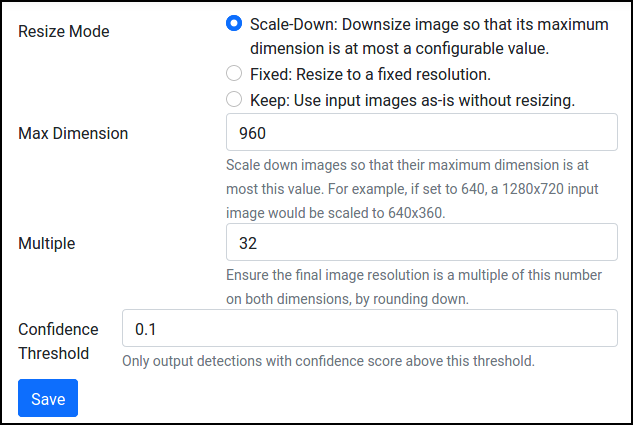 Resize Mode
Scale-Down: Downsize image so that its maximum
dimension is at most a configurable value.
Fixed: Resize to a fixed resolution.
Keep: Use input images as-is without resizing.
Max Dimension
960
Scale down images so that their maximum dimension is at
most this value. For example, if set to 640, a 1280x720 input
image would be scaled to 640x360.
Multiple
32
Ensure the final image resolution is a multiple of this number
on both dimensions, by rounding down.
Confidence
Threshold
0.1
Only output detections with confidence score above this threshold.
Save